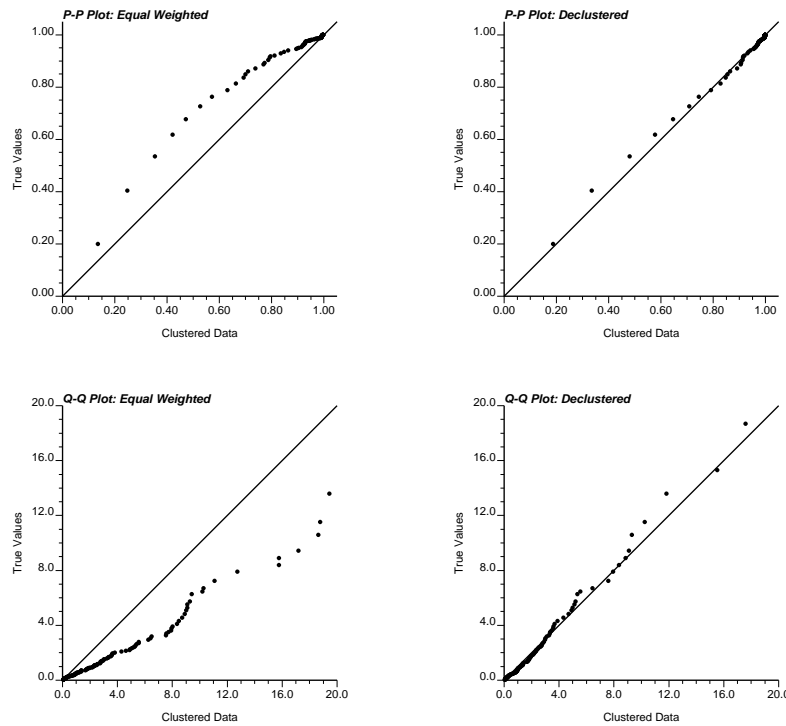 P-P Plot: Equal Weighted
True Values
1.00
0.80
0.60
0.40
0.20
0.00
0.00 0.20 0.40 0.60 0.80 1.00
Clustered Data
P-P Plot: Declustered
True Values
1.00
0.80
0.60
0.40
0.20
0.00
0.00 0.20 0.40 0.60 0.80 1.00
Clustered Data
Q-Q Plot: Equal Weighted
True Values
20.0
16.0
12.0
8.0
4.0
0.0
0.0 4.0 8.0 12.0 16.0 20.0
Clustered Data
Q-Q Plot: Declustered
True Values
20.0
16.0
12.0
8.0
4.0
0.0
0.0 4.0 8.0 12.0 16.0 20.0
Clustered Data